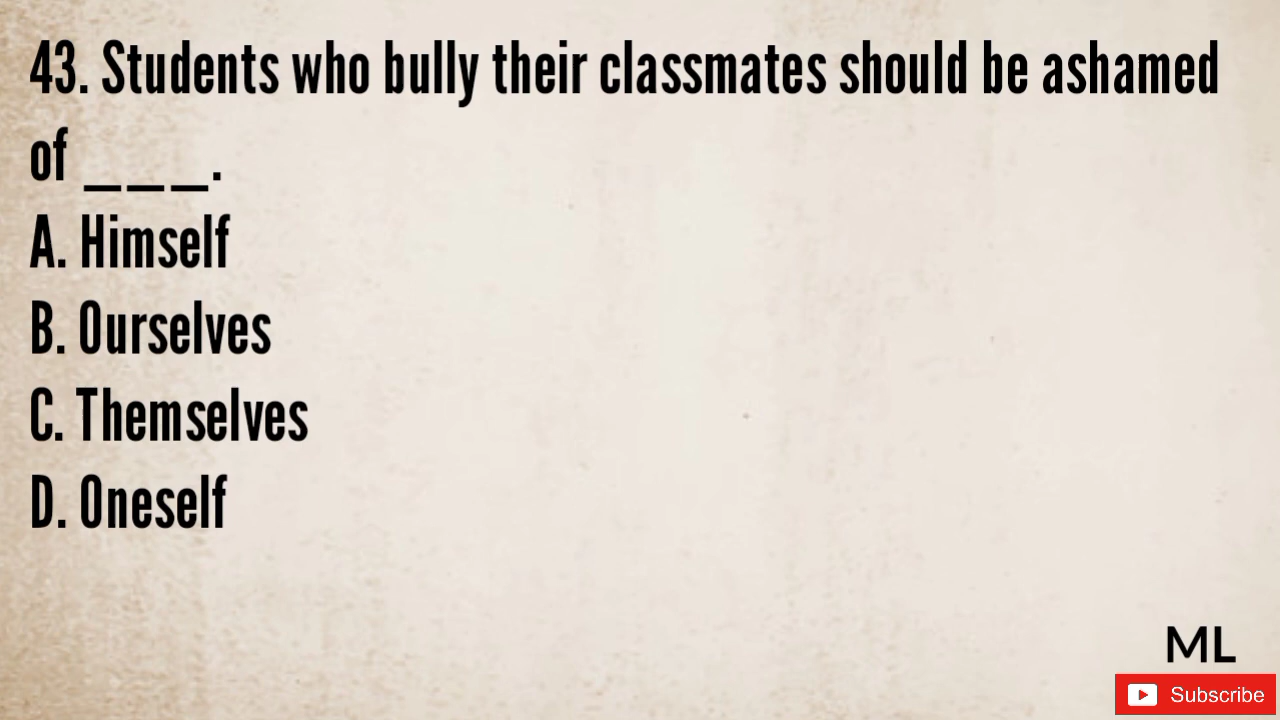 43. Students who bully their classmates should be ashamed
of ___.
A. Himself
B. Ourselves
C. Themselves
D. Oneself
ML
Subscribe